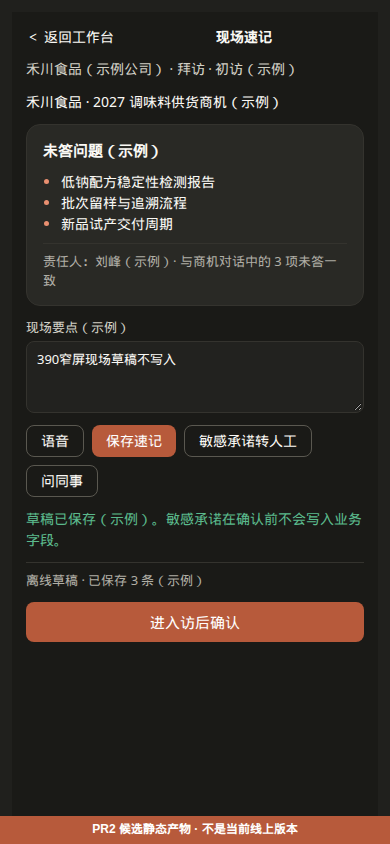 < 返回工作台
现场速记
禾川食品（示例公司）· 拜访 · 初访（示例）
禾川食品 · 2027 调味料供货商机（示例）
未答问题（示例）
• 低钠配方稳定性检测报告
• 批次留样与追溯流程
• 新品试产交付周期
责任人：刘峰（示例）· 与商机对话中的 3 项未答一
致
现场要点（示例）
390窄屏现场草稿不写入
语音
保存速记
敏感承诺转人工
问同事
草稿已保存（示例）。敏感承诺在确认前不会写入业务
字段。
离线草稿 · 已保存 3 条（示例）
进入访后确认
PR2 候选静态产物 · 不是当前线上版本